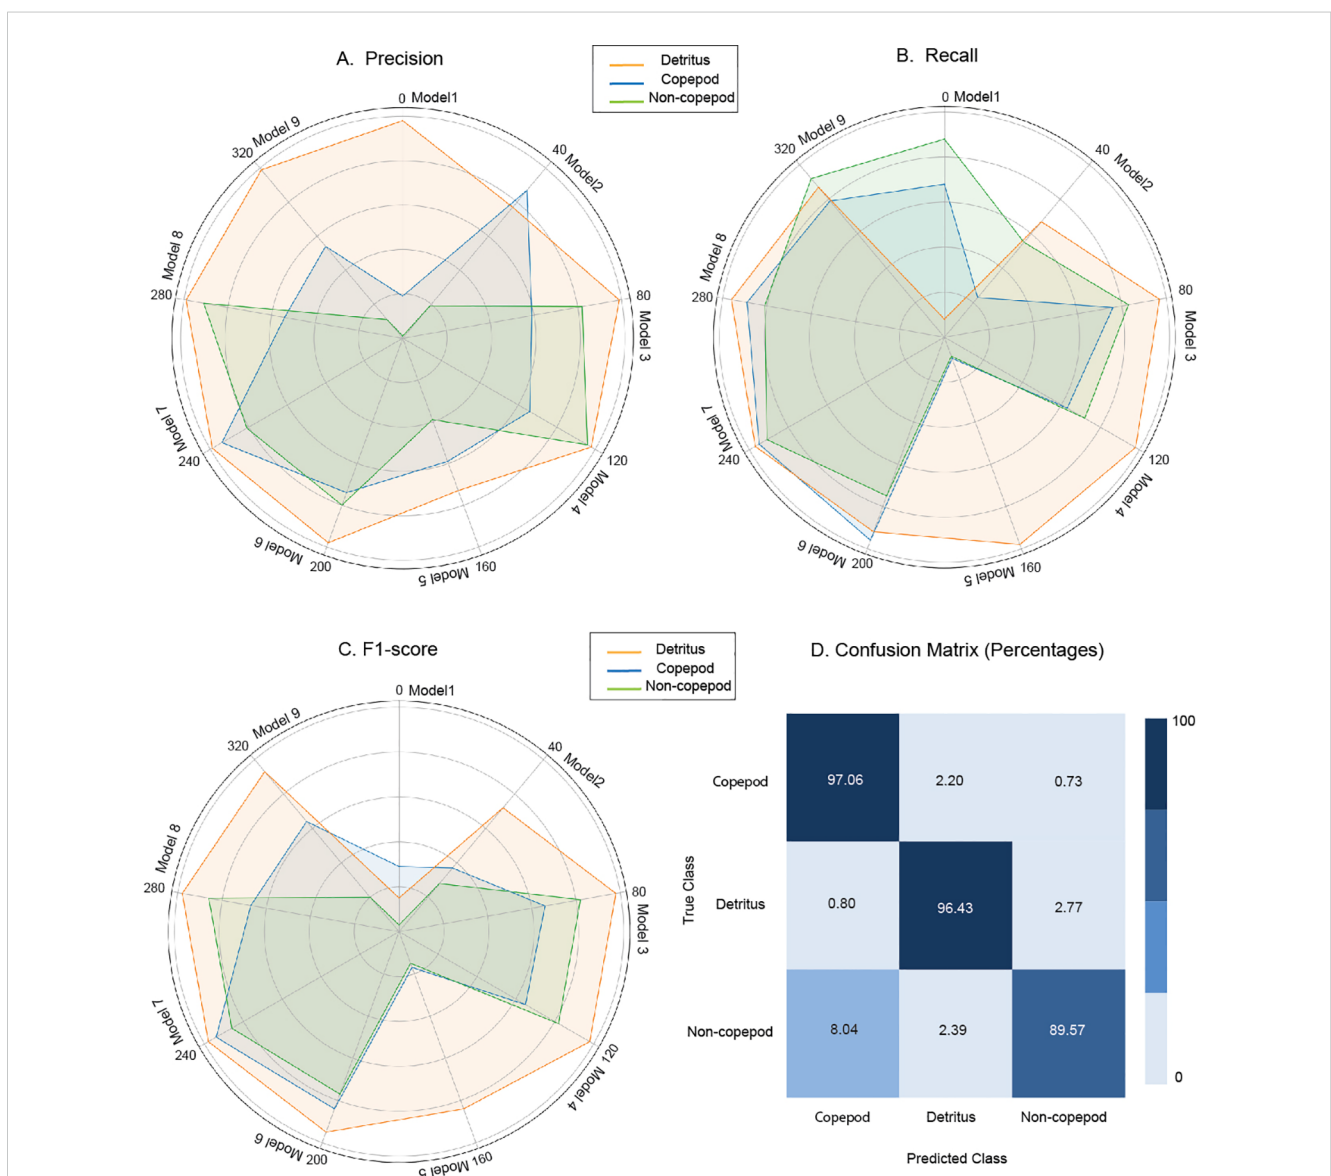 A. Precision
Detritus
Copepod
Non-copepod
B. Recall
0 Model1
40 Model2
80 Model 3
120 Model 4
160 Model 5
200 Model 6
240 Model 7
280 Model 8
320 Model 9
0 Model1
40 Model2
80 Model 3
120 Model 4
160 Model 5
200 Model 6
240 Model 7
280 Model 8
320 Model 9
C. F1-score
Detritus
Copepod
Non-copepod
D. Confusion Matrix (Percentages)
0 Model1
40 Model2
80 Model 3
120 Model 4
160 Model 5
200 Model 6
240 Model 7
280 Model 8
320 Model 9
True Class
Copepod 97.06 2.20 0.73
Detritus 0.80 96.43 2.77
Non-copepod 8.04 2.39 89.57
Copepod Detritus Non-copepod
Predicted Class
100
0